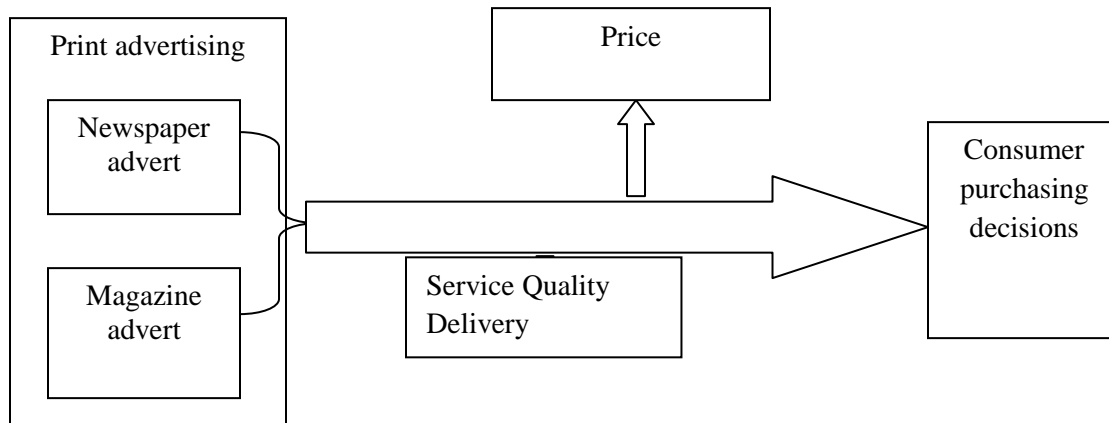 Print advertising
Newspaper
advert
Magazine
advert
Price
Service Quality
Delivery
Consumer
purchasing
decisions